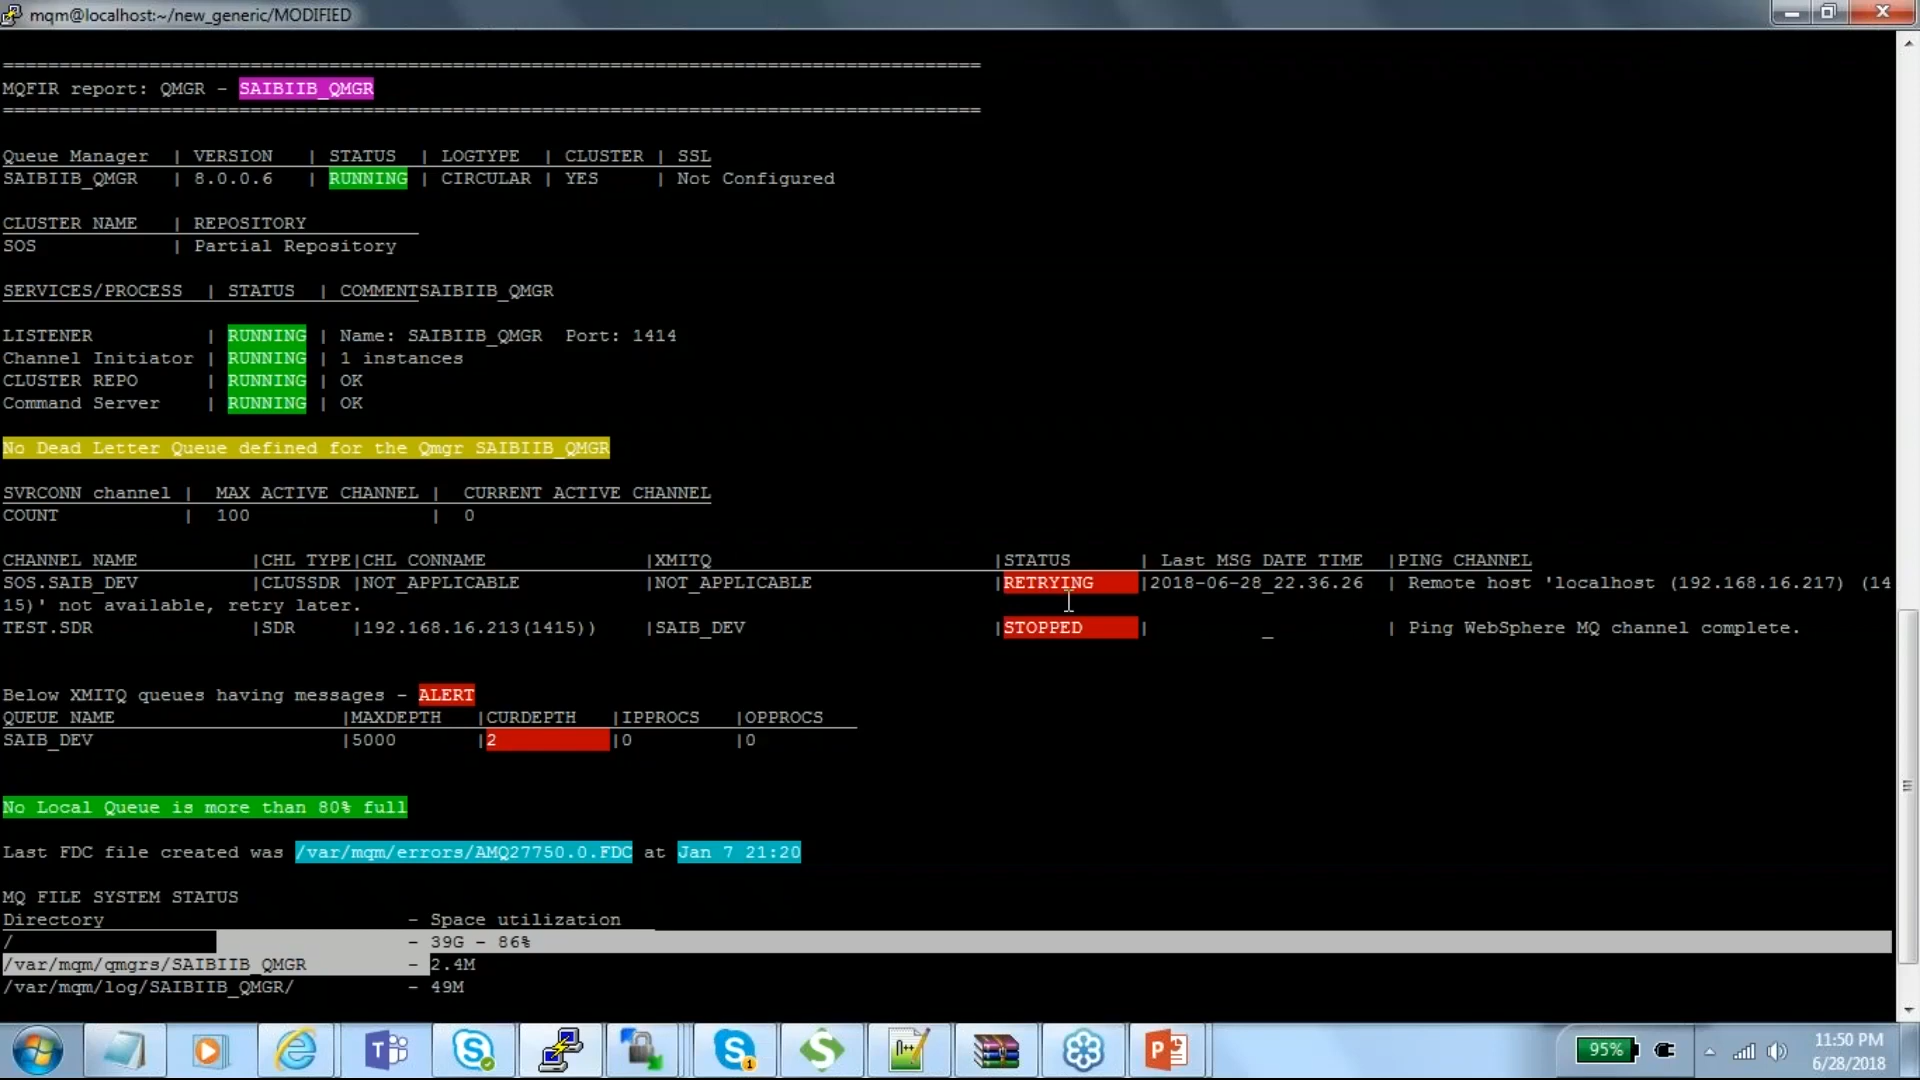 mqm@localhost:~/new_generic/MODIFIED
=======================================================================================
MQFIR report: QMGR - SAIBIIB_QMGR
=======================================================================================
Queue Manager | VERSION | STATUS | LOGTYPE | CLUSTER | SSL
SAIBIIB_QMGR | 8.0.0.6 | RUNNING | CIRCULAR | YES | Not Configured
CLUSTER NAME | REPOSITORY
SOS | Partial Repository
SERVICES/PROCESS | STATUS | COMMENTSAIBIIB_QMGR
LISTENER | RUNNING | Name: SAIBIIB_QMGR Port: 1414
Channel Initiator | RUNNING | 1 instances
CLUSTER REPO | RUNNING | OK
Command Server | RUNNING | OK
No Dead Letter Queue defined for the Qmgr SAIBIIB_QMGR
SVRCONN channel | MAX ACTIVE CHANNEL | CURRENT ACTIVE CHANNEL
COUNT | 100 | 0
CHANNEL NAME |CHL TYPE|CHL CONNAME |XMITQ |STATUS | Last MSG DATE TIME |PING CHANNEL
SOS.SAIB_DEV |CLUSSDR |NOT_APPLICABLE |NOT_APPLICABLE |RETRYING |2018-06-28_22.36.26 | Remote host 'localhost (192.168.16.217) (14
15)' not available, retry later.
TEST.SDR |SDR |192.168.16.213(1415)) |SAIB_DEV |STOPPED | _ | Ping WebSphere MQ channel complete.
Below XMITQ queues having messages - ALERT
QUEUE NAME |MAXDEPTH |CURDEPTH |IPPROCS |OPPROCS
SAIB_DEV |5000 |2 |0 |0
No Local Queue is more than 80% full
Last FDC file created was /var/mqm/errors/AMQ27750.0.FDC at Jan 7 21:20
MQ FILE SYSTEM STATUS
Directory - Space utilization
/ - 39G - 86%
/var/mqm/qmgrs/SAIBIIB_QMGR - 2.4M
/var/mqm/log/SAIBIIB_QMGR/ - 49M
95%
11:50 PM
6/28/2018